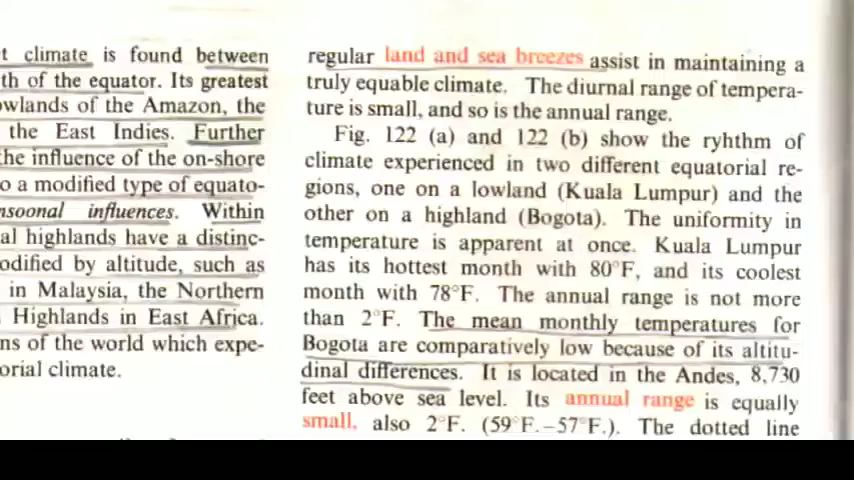 t climate is found between
th of the equator. Its greatest
owlands of the Amazon, the
the East Indies. Further
he influence of the on-shore
o a modified type of equato-
nsoonal influences. Within
al highlands have a distinc-
odified by altitude, such as
in Malaysia, the Northern
Highlands in East Africa.
ns of the world which expe-
orial climate.
regular land and sea breezes assist in maintaining a
truly equable climate. The diurnal range of tempera-
ture is small, and so is the annual range.
Fig. 122 (a) and 122 (b) show the ryhthm of
climate experienced in two different equatorial re-
gions, one on a lowland (Kuala Lumpur) and the
other on a highland (Bogota). The uniformity in
temperature is apparent at once. Kuala Lumpur
has its hottest month with 80°F, and its coolest
month with 78°F. The annual range is not more
than 2°F. The mean monthly temperatures for
Bogota are comparatively low because of its altitu-
dinal differences. It is located in the Andes, 8,730
feet above sea level. Its annual range is equally
small, also 2°F. (59°F.–57°F.). The dotted line